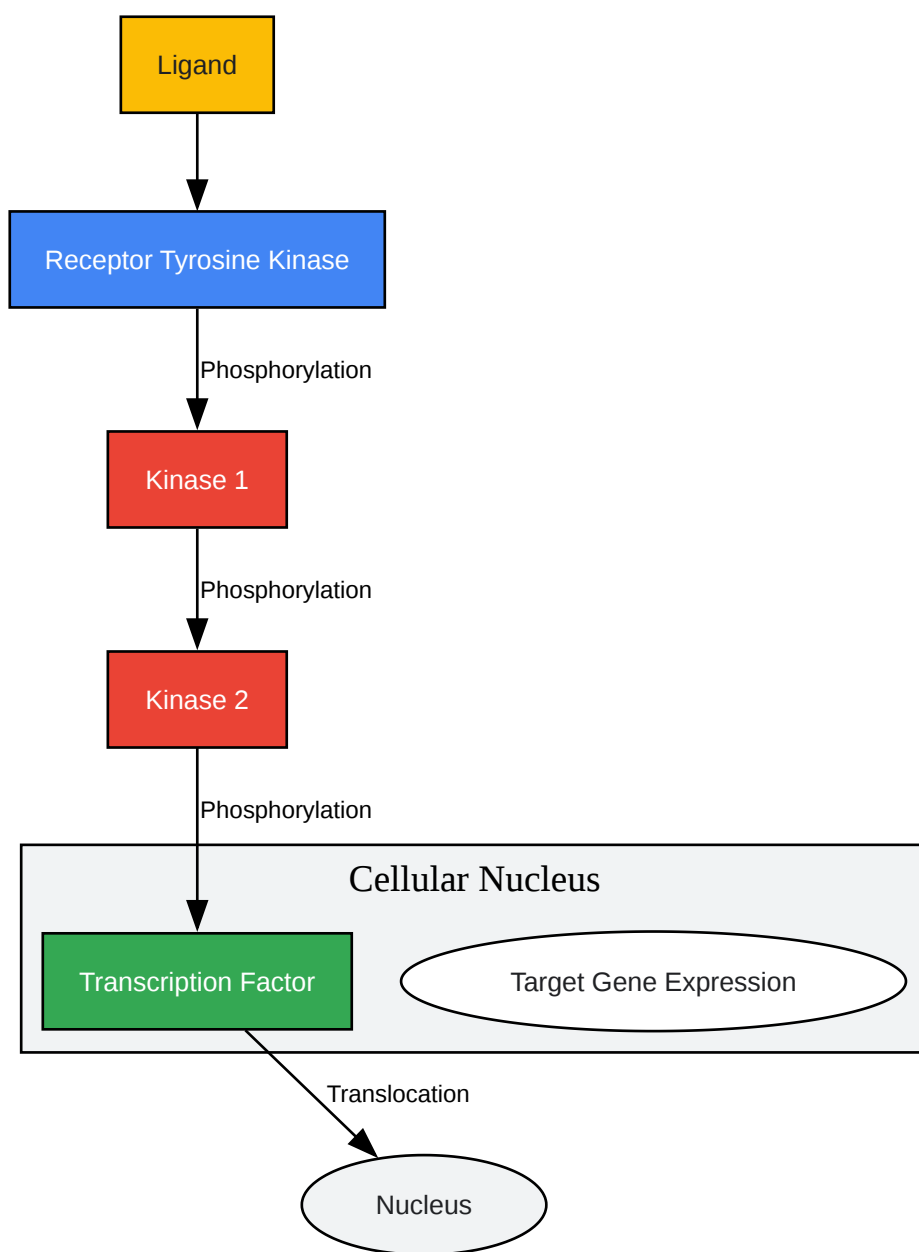 Ligand
Receptor Tyrosine Kinase
Phosphorylation
Kinase 1
Phosphorylation
Kinase 2
Phosphorylation
Cellular Nucleus
Transcription Factor
Target Gene Expression
Translocation
Nucleus